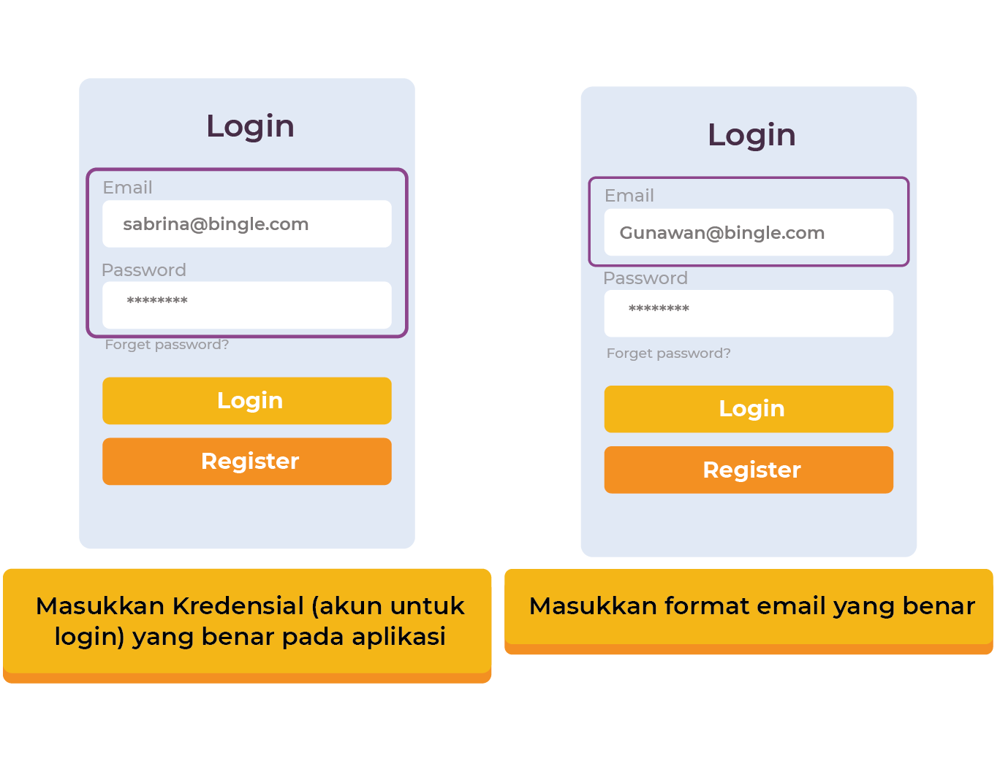 Login
Email
sabrina@bingle.com
Password
********
Forget password?
Login
Register
Masukkan Kredensial (akun untuk
login) yang benar pada aplikasi
Login
Email
Gunawan@bingle.com
Password
********
Forget password?
Login
Register
Masukkan format email yang benar